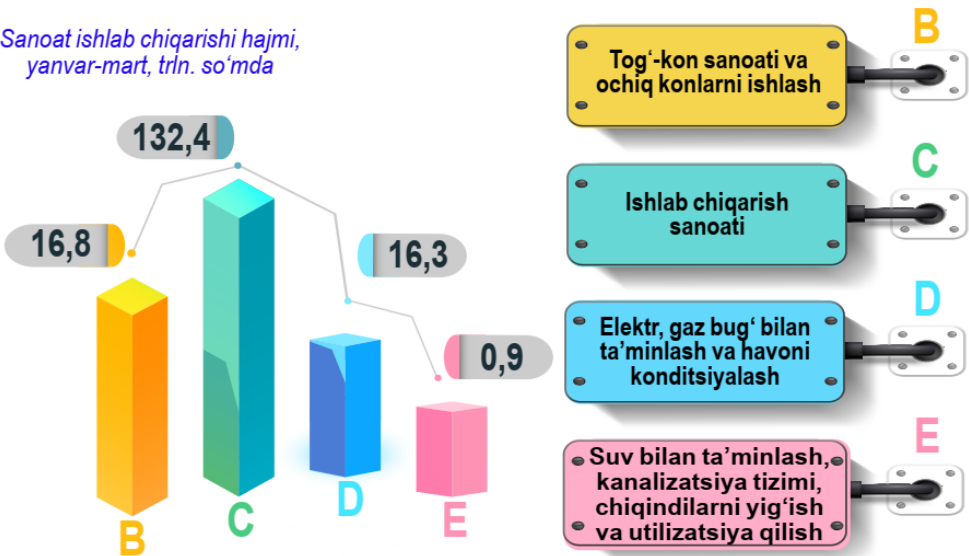 Sanoat ishlab chiqarishi hajmi,
yanvar-mart, trln. so‘mda
132,4
16,8
16,3
0,9
B
C
D
E
B
Tog‘-kon sanoati va
ochiq konlarni ishlash
C
Ishlab chiqarish
sanoati
D
Elektr, gaz bug‘ bilan
ta’minlash va havoni
konditsiyalash
E
Suv bilan ta’minlash,
kanalizatsiya tizimi,
chiqindilarni yig‘ish
va utilizatsiya qilish